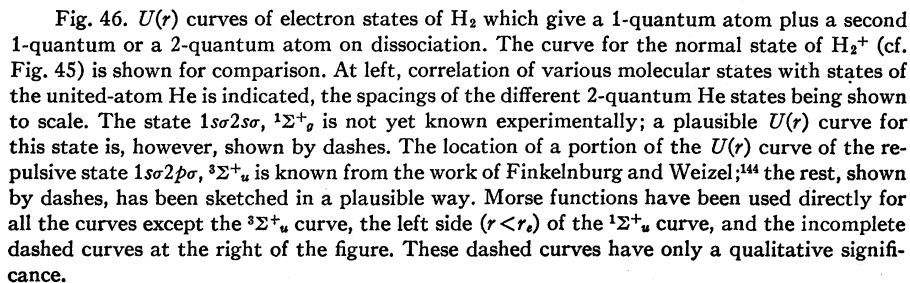 Fig. 46. U(r) curves of electron states of H₂ which give a 1-quantum atom plus a second
1-quantum or a 2-quantum atom on dissociation. The curve for the normal state of H₂⁺ (cf.
Fig. 45) is shown for comparison. At left, correlation of various molecular states with states of
the united-atom He is indicated, the spacings of the different 2-quantum He states being shown
to scale. The state 1sσ2sσ, ¹Σ⁺g is not yet known experimentally; a plausible U(r) curve for
this state is, however, shown by dashes. The location of a portion of the U(r) curve of the re-
pulsive state 1sσ2pσ, ³Σ⁺u is known from the work of Finkelnburg and Weizel;¹⁴⁴ the rest, shown
by dashes, has been sketched in a plausible way. Morse functions have been used directly for
all the curves except the ³Σ⁺u curve, the left side (r<rₑ) of the ¹Σ⁺u curve, and the incomplete
dashed curves at the right of the figure. These dashed curves have only a qualitative signifi-
cance.